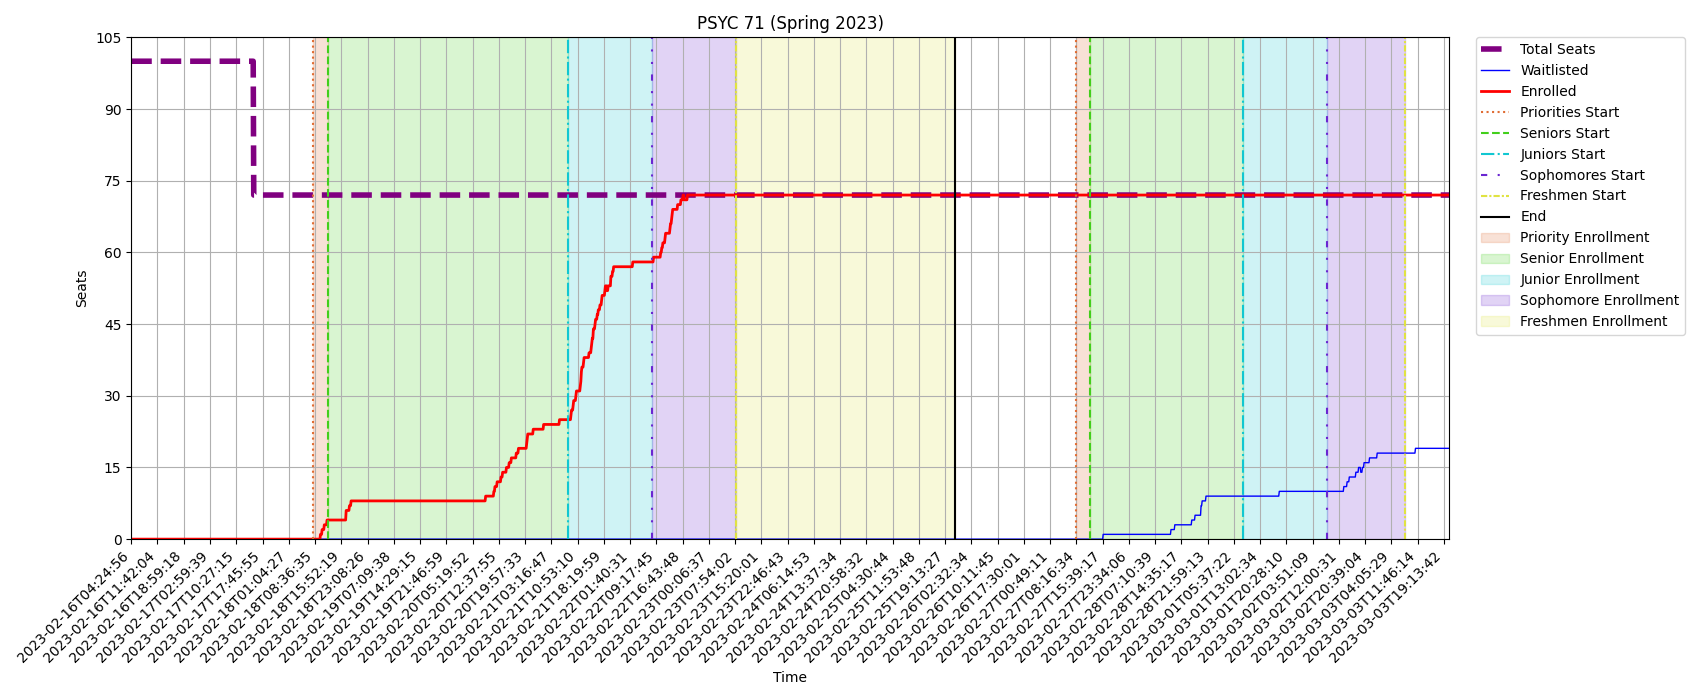 PSYC 71 (Spring 2023)
105
90
75
60
45
30
15
0
Seats
2023-02-16T04:24:56
2023-02-16T11:42:04
2023-02-16T18:59:18
2023-02-17T02:59:39
2023-02-17T10:27:15
2023-02-17T17:45:55
2023-02-18T01:04:27
2023-02-18T08:36:35
2023-02-18T15:52:19
2023-02-18T23:08:26
2023-02-19T07:09:38
2023-02-19T14:29:15
2023-02-19T21:46:59
2023-02-20T05:19:52
2023-02-20T12:37:55
2023-02-20T19:57:33
2023-02-21T03:16:47
2023-02-21T10:53:10
2023-02-21T18:19:59
2023-02-22T01:40:31
2023-02-22T09:17:45
2023-02-22T16:43:48
2023-02-23T00:06:37
2023-02-23T07:54:02
2023-02-23T15:20:01
2023-02-23T22:46:43
2023-02-24T06:14:53
2023-02-24T13:37:34
2023-02-24T20:58:32
2023-02-25T04:30:44
2023-02-25T11:53:48
2023-02-25T19:13:27
2023-02-26T02:32:34
2023-02-26T10:11:45
2023-02-26T17:30:01
2023-02-27T00:49:11
2023-02-27T08:16:34
2023-02-27T15:39:17
2023-02-27T23:34:06
2023-02-28T07:10:39
2023-02-28T14:35:17
2023-02-28T21:59:13
2023-03-01T05:37:22
2023-03-01T13:02:34
2023-03-01T20:28:10
2023-03-02T03:51:09
2023-03-02T12:00:31
2023-03-02T20:39:04
2023-03-03T04:05:29
2023-03-03T11:46:14
2023-03-03T19:13:42
Time
Total Seats
Waitlisted
Enrolled
Priorities Start
Seniors Start
Juniors Start
Sophomores Start
Freshmen Start
End
Priority Enrollment
Senior Enrollment
Junior Enrollment
Sophomore Enrollment
Freshmen Enrollment